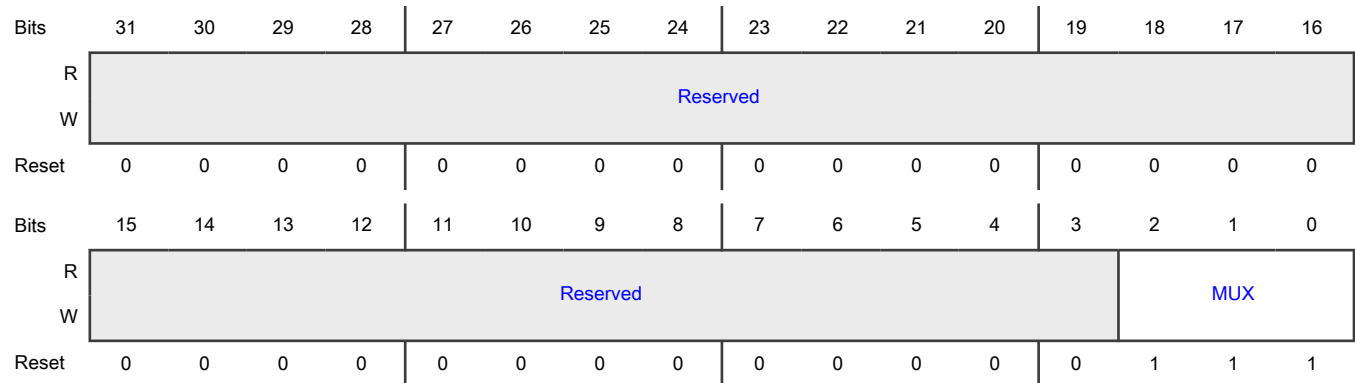 Bits 31 30 29 28 27 26 25 24 23 22 21 20 19 18 17 16
R
Reserved
W
Reset 0 0 0 0 0 0 0 0 0 0 0 0 0 0 0 0
Bits 15 14 13 12 11 10 9 8 7 6 5 4 3 2 1 0
R
Reserved MUX
W
Reset 0 0 0 0 0 0 0 0 0 0 0 0 0 1 1 1